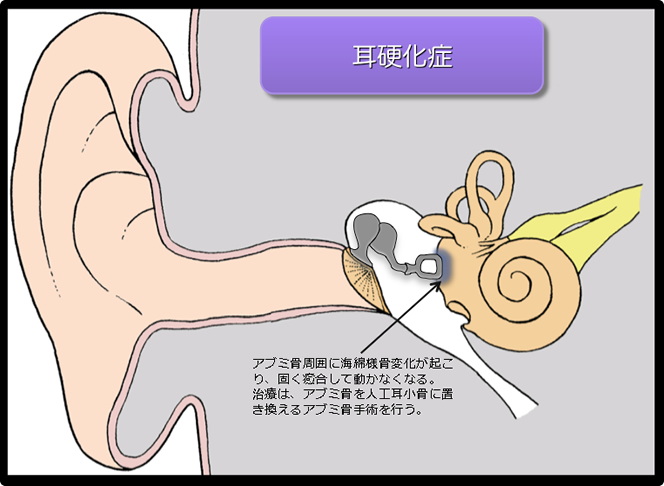 耳硬化症
アブミ骨周囲に海綿様骨変化が起こ
り、固く癒合して動かなくなる。
治療は、アブミ骨を人工耳小骨に置
き換えるアブミ骨手術を行う。